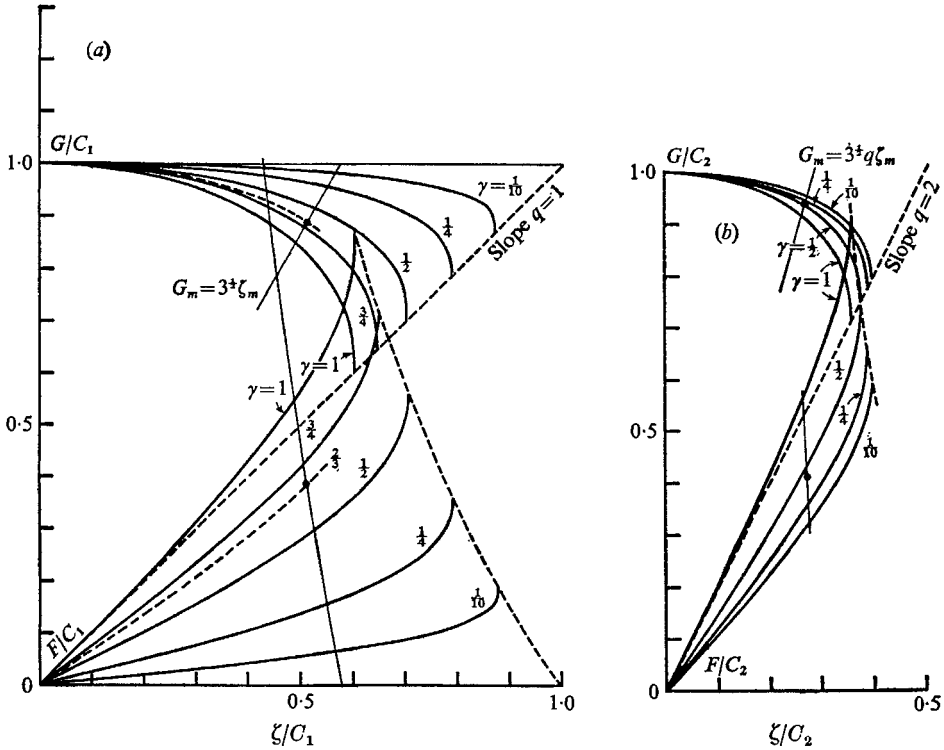 (a)
G/C₁
1·0
γ = 1/10
1/4
1/2
Slope q = 1
G_m = 3^½ζ_m
3/4
γ = 1
γ = 1
3/4
2/3
1/2
0·5
1/4
1/10
F/C₁
0
0·5
1·0
ζ/C₁
G/C₂
G_m = 3^½qζ_m
1·0
1/4
1/10
(b)
Slope q = 2
γ = 1/2
γ = 1
1/2
0·5
1/4
1/10
F/C₂
0
0·5
ζ/C₂